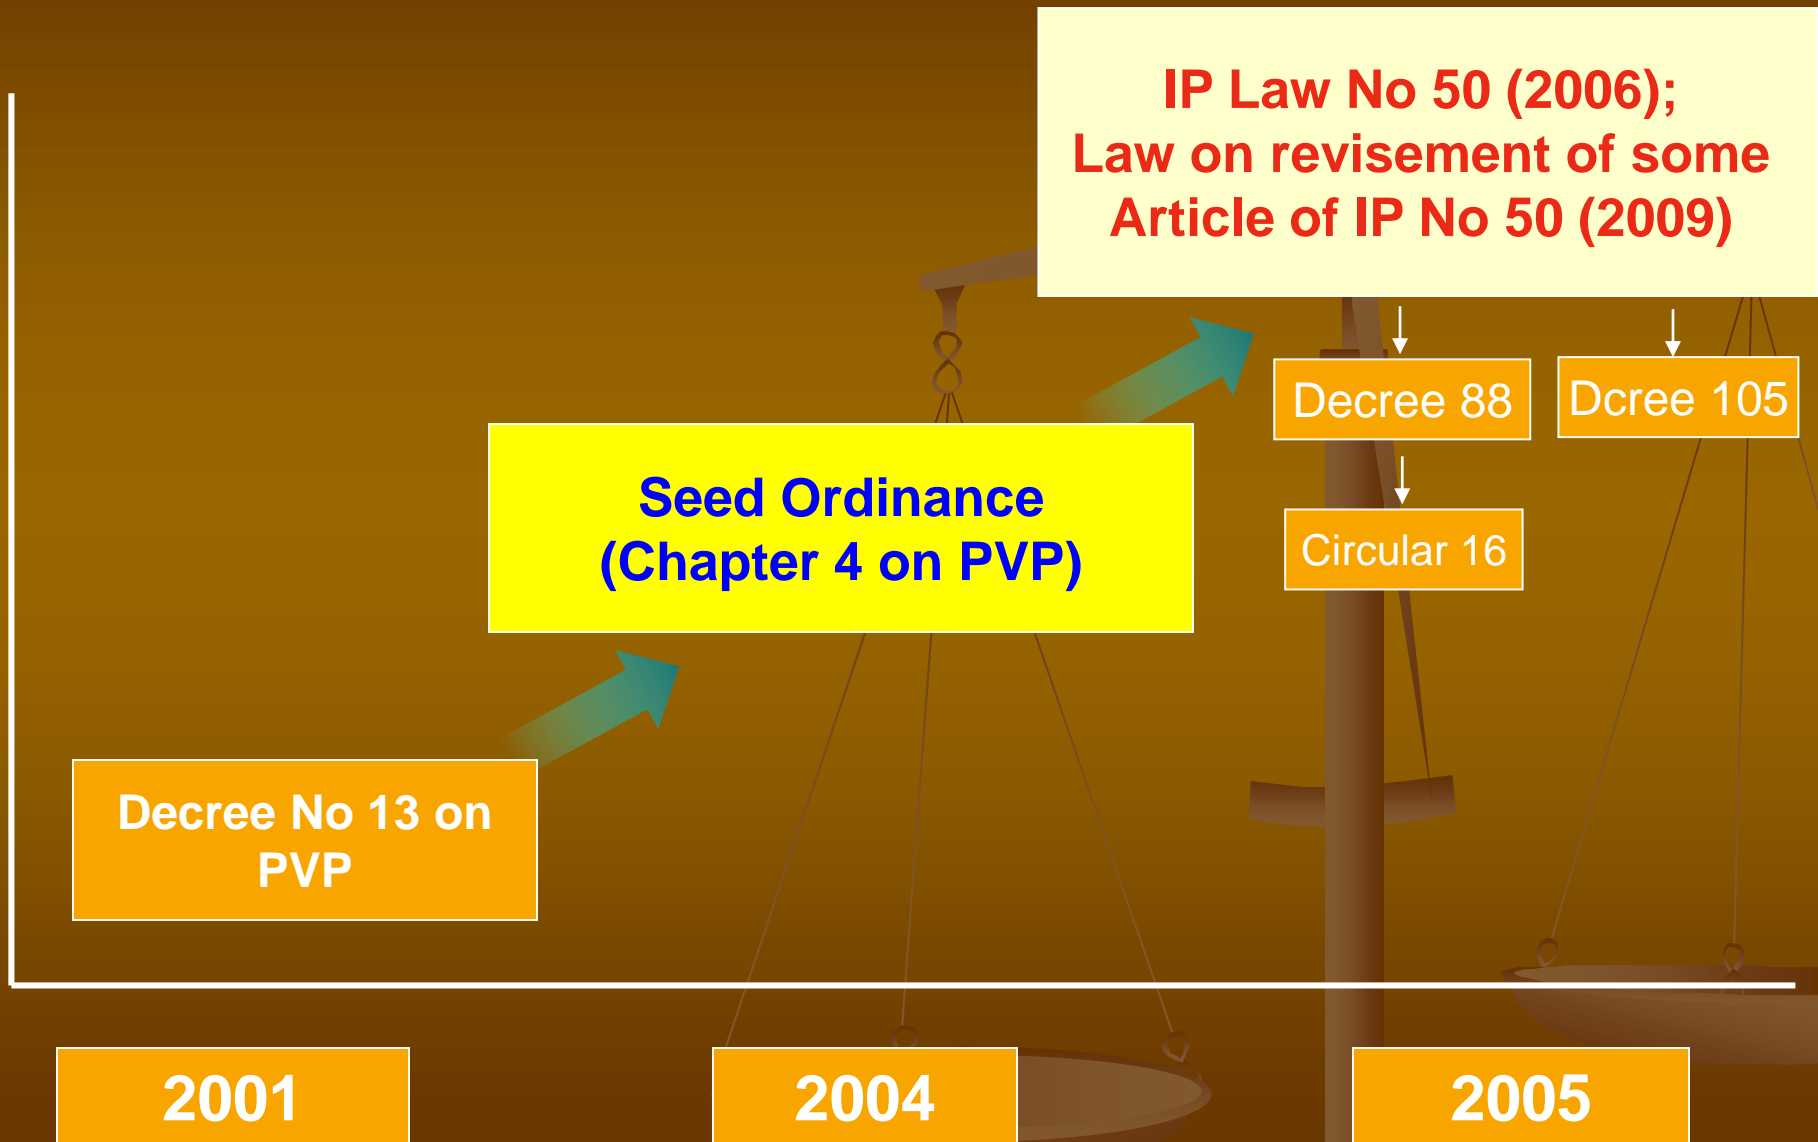 IP Law No 50 (2006);
Law on revisement of some
Article of IP No 50 (2009)
Decree 88
Dcree 105
Circular 16
Seed Ordinance
(Chapter 4 on PVP)
Decree No 13 on
PVP
2001
2004
2005